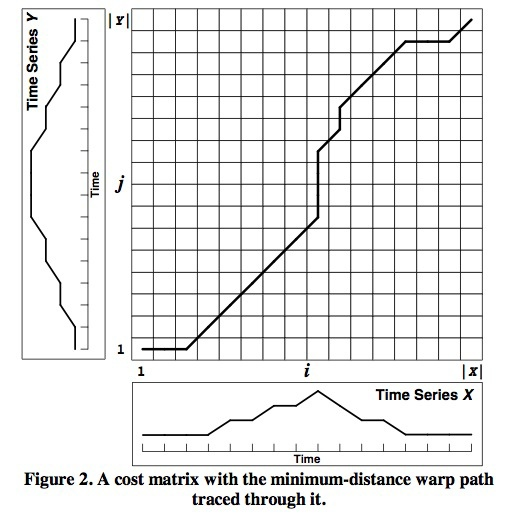 Time Series Y
Time
|Y|
j
1
1
i
|X|
Time Series X
Time
Figure 2. A cost matrix with the minimum-distance warp path
traced through it.